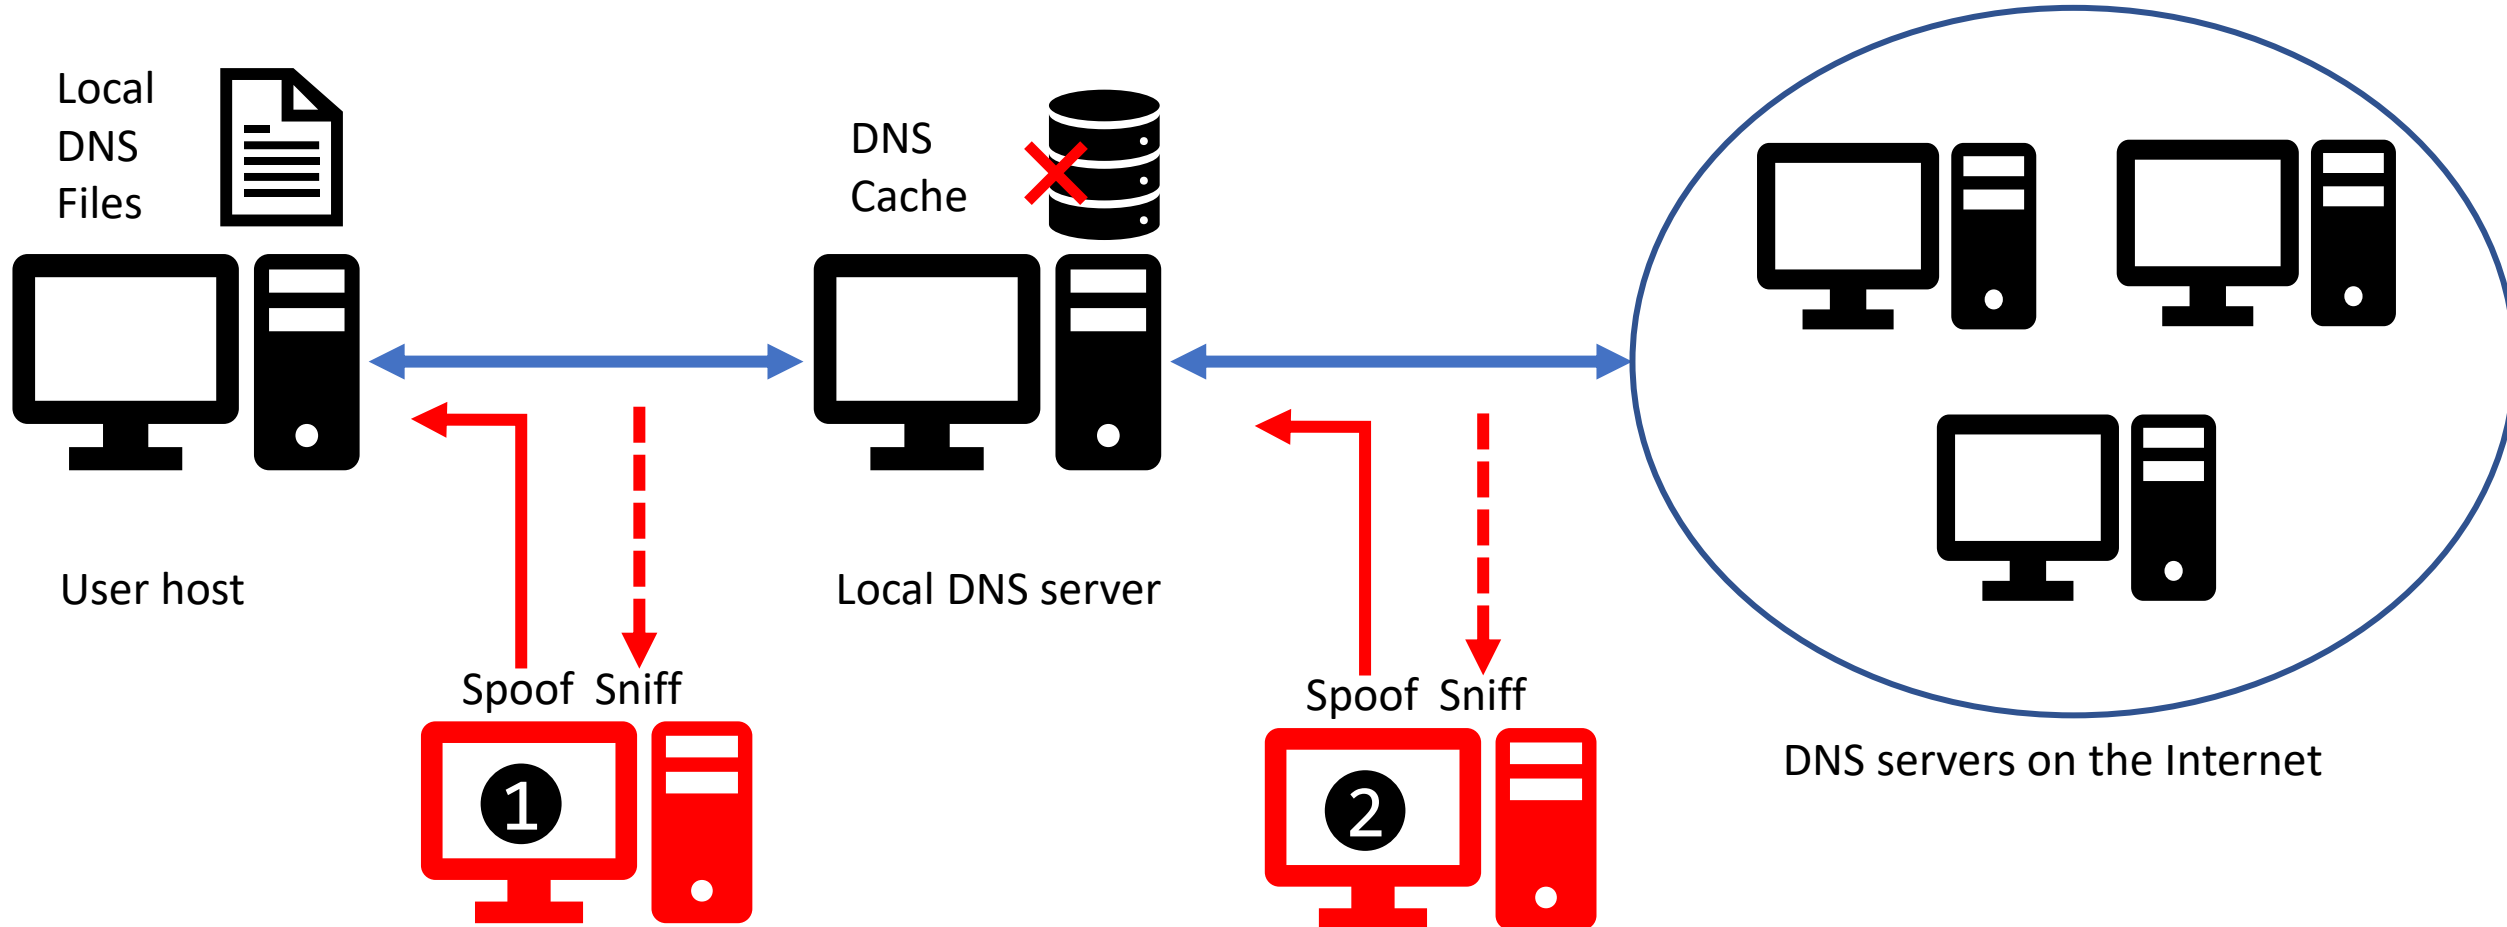 Local
DNS
Files
DNS
Cache
User host
Local DNS server
Spoof Sniff
Spoof Sniff
1
2
DNS servers on the Internet